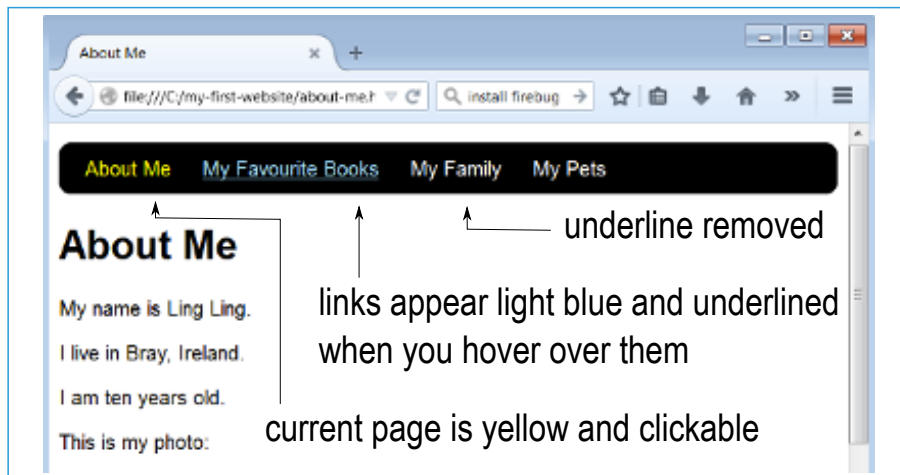 About Me
file:///C:/my-first-website/about-me.h
install firebug
About Me My Favourite Books My Family My Pets
underline removed
About Me
My name is Ling Ling.
links appear light blue and underlined
when you hover over them
I live in Bray, Ireland.
I am ten years old.
current page is yellow and clickable
This is my photo: